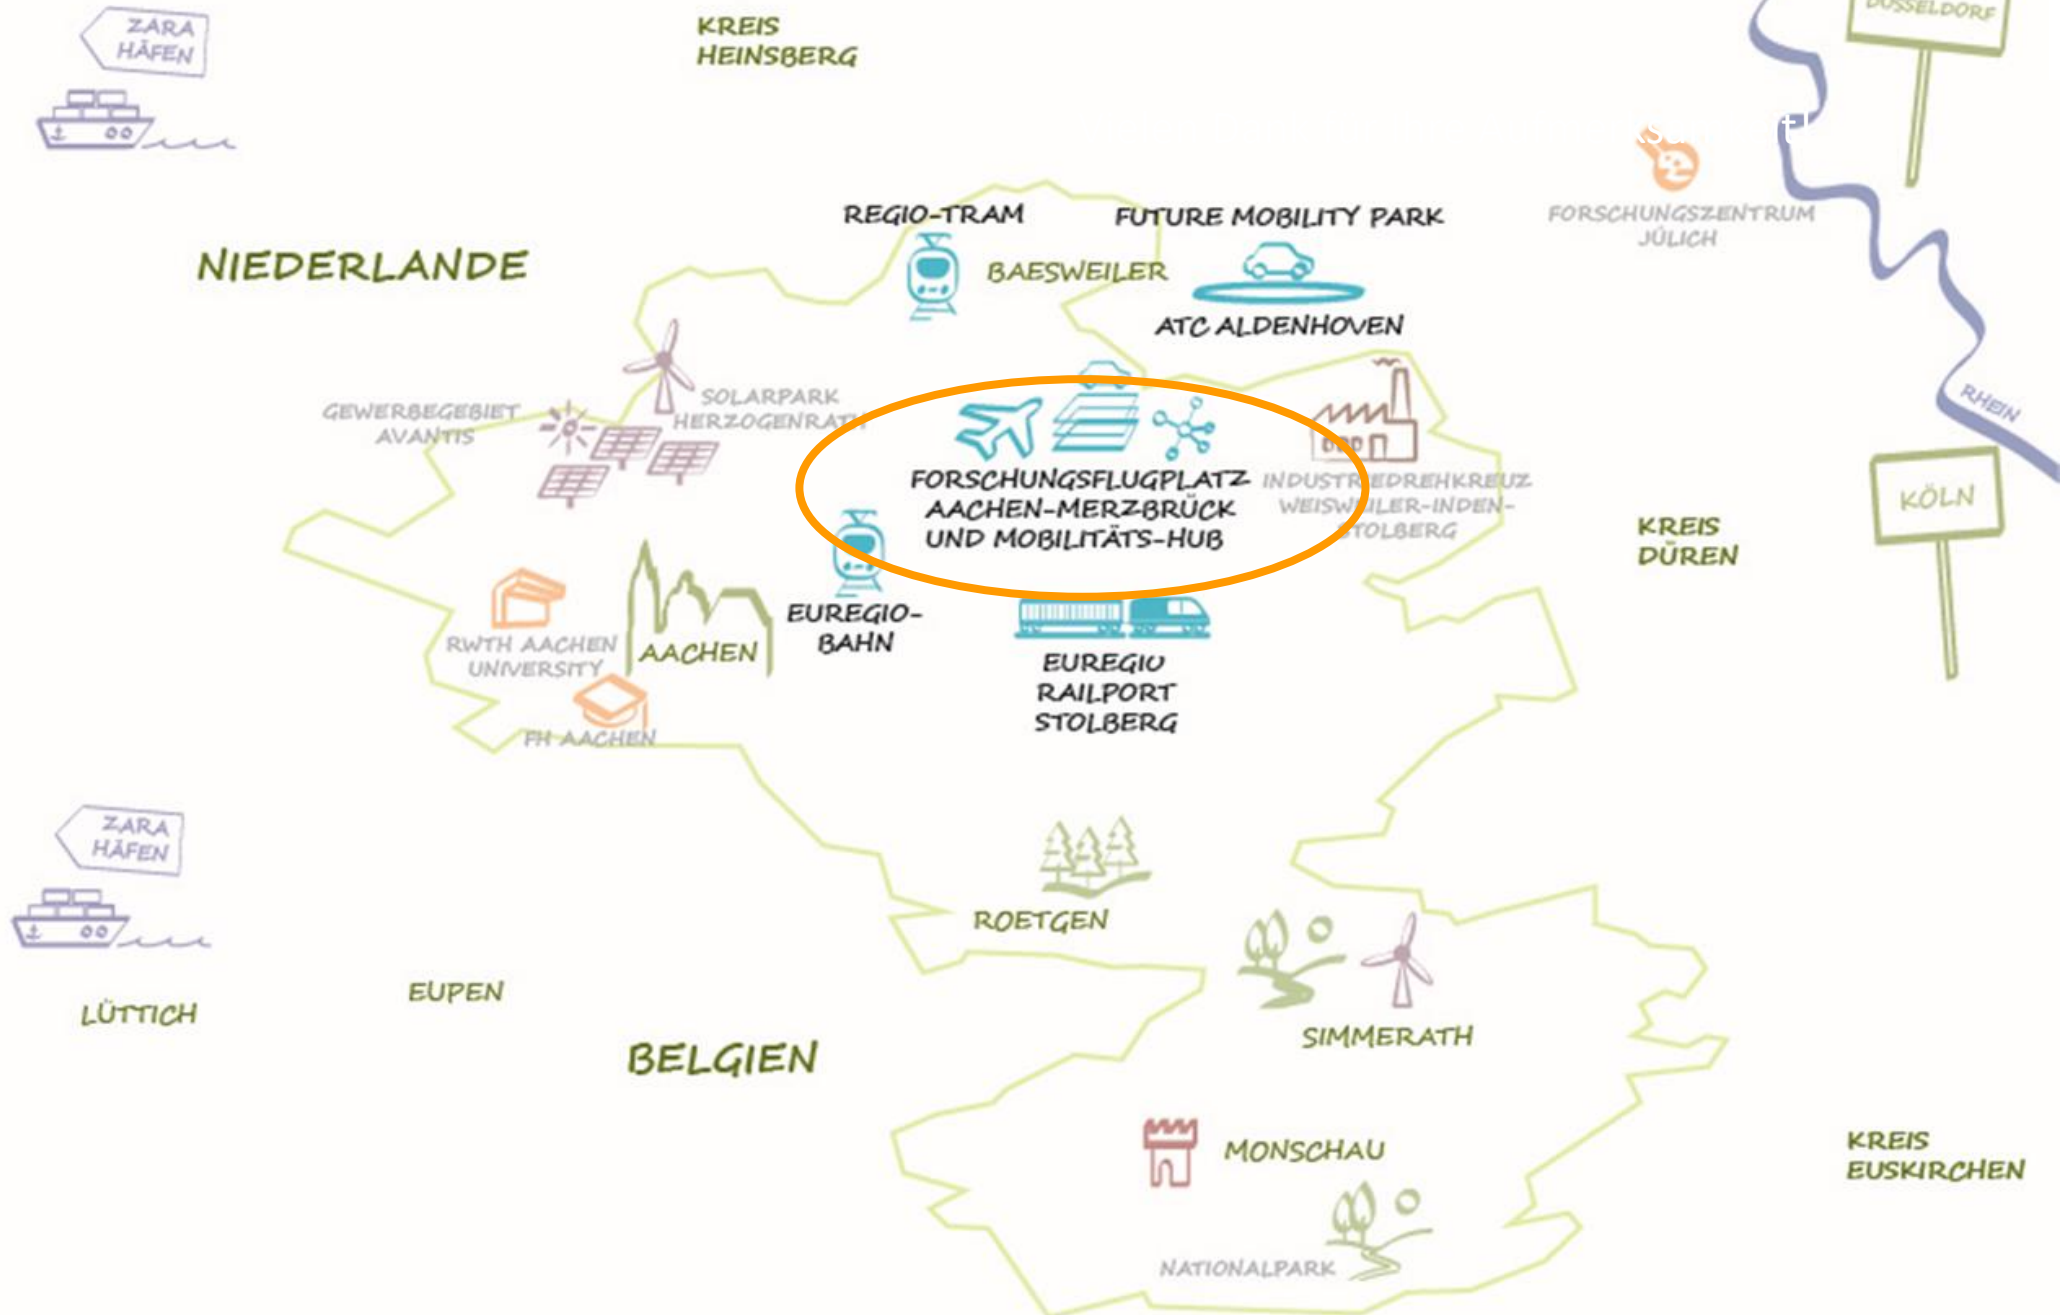 ZARA
HÄFEN
KREIS
HEINSBERG
DÜSSELDORF
REGIO-TRAM
FUTURE MOBILITY PARK
FORSCHUNGSZENTRUM
JÜLICH
NIEDERLANDE
BAESWEILER
ATC ALDENHOVEN
SOLARPARK
HERZOGENRATH
GEWERBEGEBIET
AVANTIS
RHEIN
FORSCHUNGSFLUGPLATZ
AACHEN-MERZBRÜCK
UND MOBILITÄTS-HUB
INDUSTRIEDREHKREUZ
WEISWEILER-INDEN-
STOLBERG
KÖLN
KREIS
DÜREN
EUREGIO-
BAHN
RWTH AACHEN
UNIVERSITY
AACHEN
EUREGIO
RAILPORT
STOLBERG
FH AACHEN
ZARA
HÄFEN
ROETGEN
EUPEN
LÜTTICH
BELGIEN
SIMMERATH
MONSCHAU
KREIS
EUSKIRCHEN
NATIONALPARK